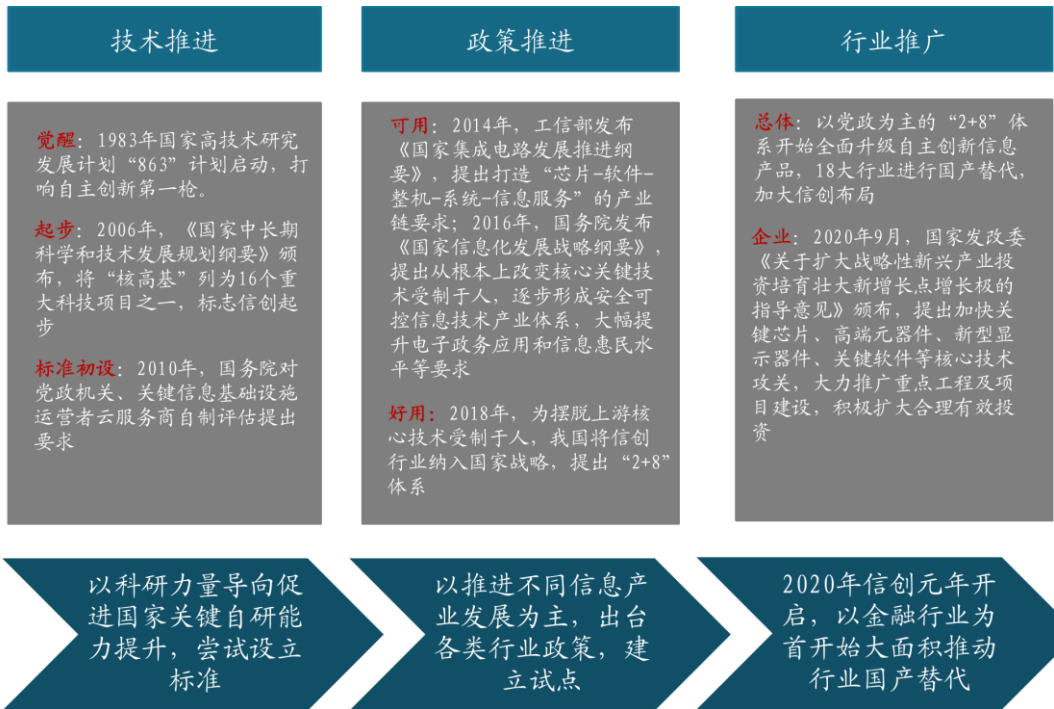 技术推进
觉醒：1983年国家高技术研究
发展计划“863”计划启动，打
响自主创新第一枪。
起步：2006年，《国家中长期
科学和技术发展规划纲要》颁
布，将“核高基”列为16个重
大科技项目之一，标志信创起
步
标准初设：2010年，国务院对
党政机关、关键信息基础设施
运营者云服务商自制评估提出
要求
以科研力量导向促
进国家关键自研能
力提升，尝试设立
标准
政策推进
可用：2014年，工信部发布
《国家集成电路发展推进纲
要》，提出打造“芯片-软件-
整机-系统-信息服务”的产业
链要求；2016年，国务院发布
《国家信息化发展战略纲要》，
提出从根本上改变核心关键技
术受制于人，逐步形成安全可
控信息技术产业体系，大幅提
升电子政务应用和信息惠民水
平等要求
好用：2018年，为摆脱上游核
心技术受制于人，我国将信创
行业纳入国家战略，提出“2+8”
体系
以推进不同信息产
业发展为主，出台
各类行业政策，建
立试点
行业推广
总体：以党政为主的“2+8”体
系开始全面升级自主创新信息
产品，18大行业进行国产替代，
加大信创布局
企业：2020年9月，国家发改委
《关于扩大战略性新兴产业投
资培育壮大新增长点增长极的
指导意见》颁布，提出加快关
键芯片、高端元器件、新型显
示器件、关键软件等核心技术
攻关，大力推广重点工程及项
目建设，积极扩大合理有效投
资
2020年信创元年开
启，以金融行业为
首开始大面积推动
行业国产替代